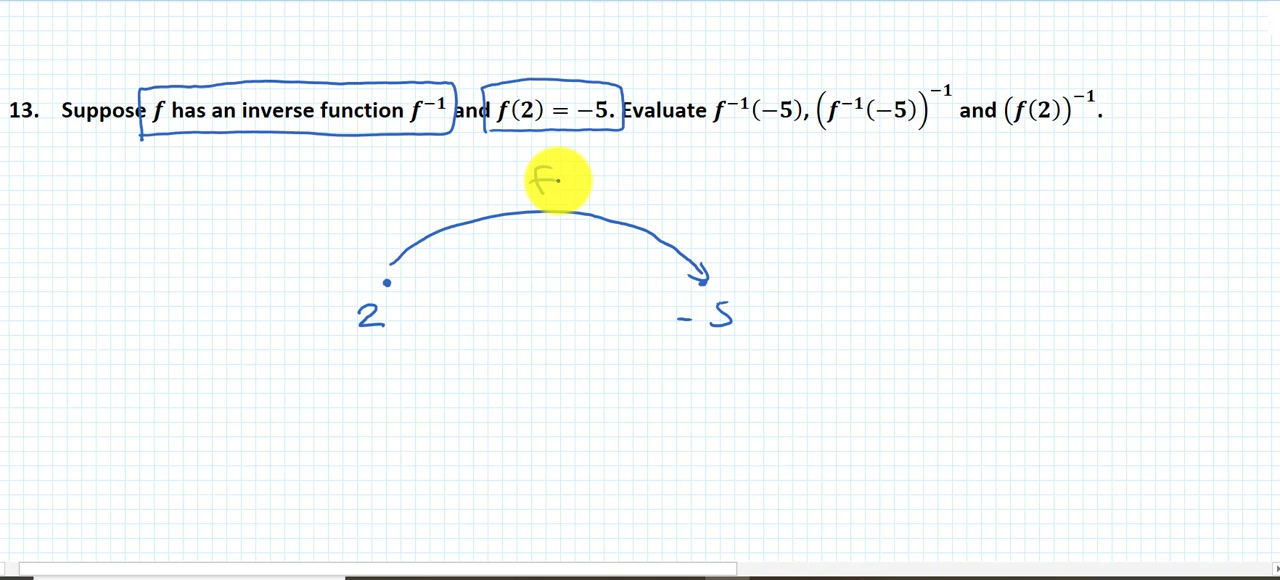 13. Suppose f has an inverse function f⁻¹ and f(2) = −5. Evaluate f⁻¹(−5), (f⁻¹(−5))⁻¹ and (f(2))⁻¹.
F
2 - 5